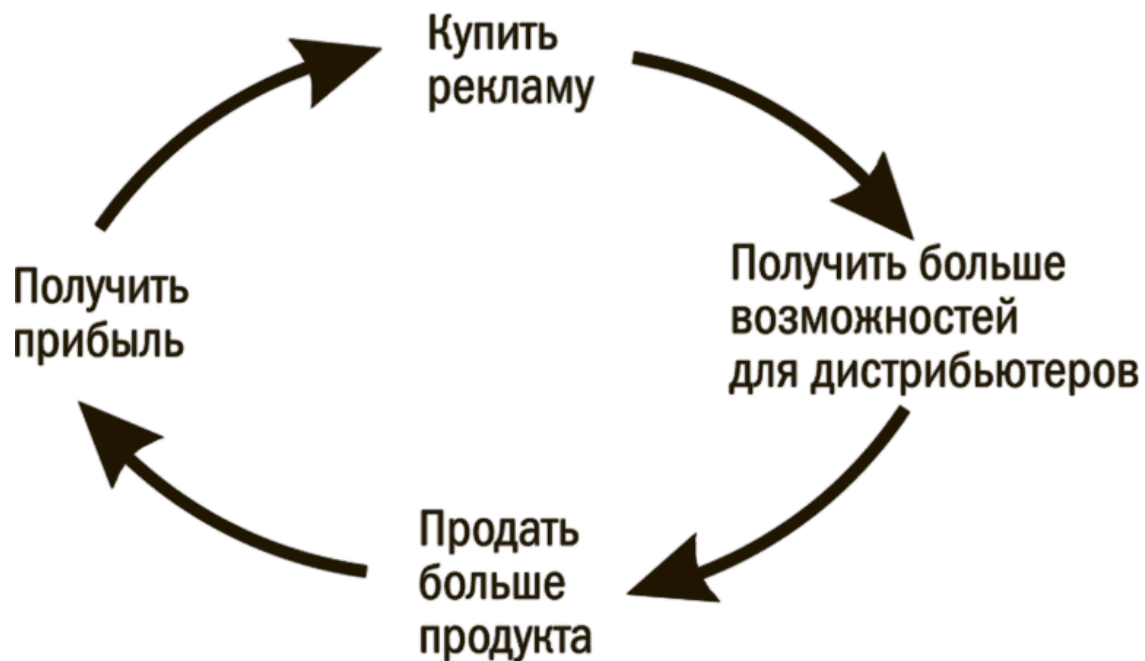 Купить
рекламу
Получить больше
возможностей
для дистрибьютеров
Продать
больше
продукта
Получить
прибыль